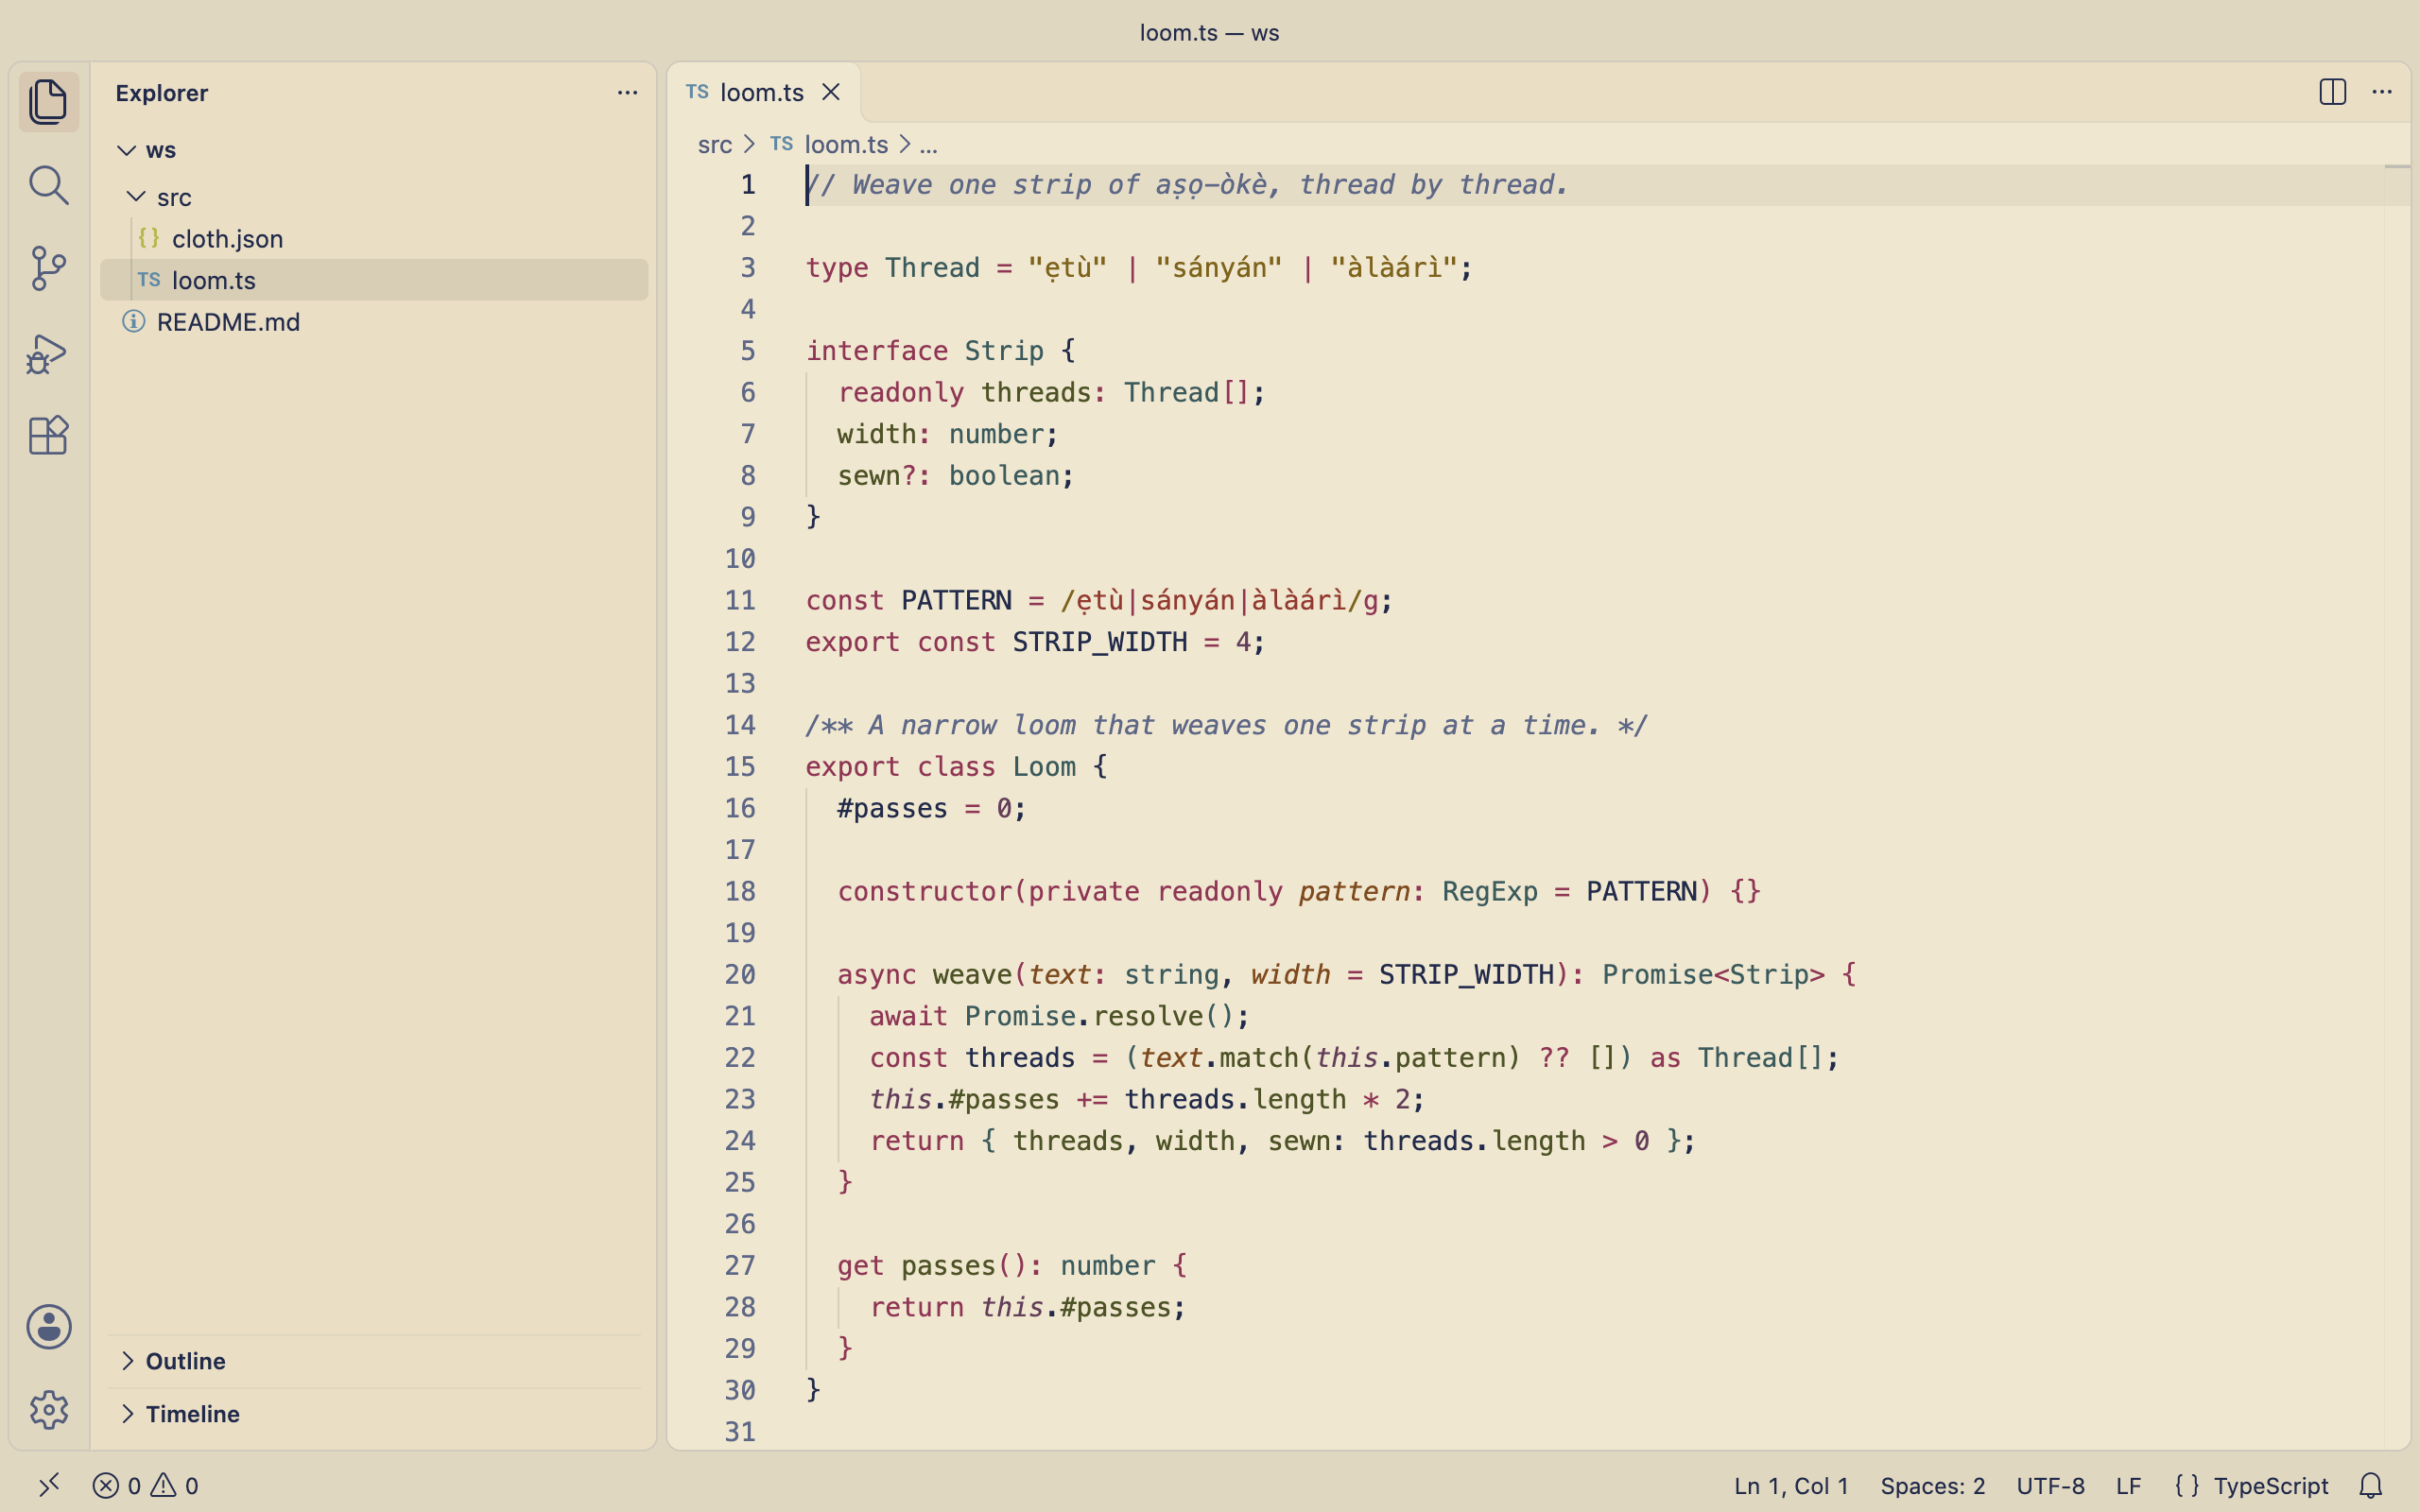 loom.ts — ws
Explorer
ws
src
cloth.json
TS loom.ts
README.md
Outline
Timeline
TS loom.ts
src > TS loom.ts > ...
1 // Weave one strip of aṣọ-òkè, thread by thread.
2
3 type Thread = "ẹtù" | "sányán" | "àlàárì";
4
5 interface Strip {
6 readonly threads: Thread[];
7 width: number;
8 sewn?: boolean;
9 }
10
11 const PATTERN = /ẹtù|sányán|àlàárì/g;
12 export const STRIP_WIDTH = 4;
13
14 /** A narrow loom that weaves one strip at a time. */
15 export class Loom {
16 #passes = 0;
17
18 constructor(private readonly pattern: RegExp = PATTERN) {}
19
20 async weave(text: string, width = STRIP_WIDTH): Promise<Strip> {
21 await Promise.resolve();
22 const threads = (text.match(this.pattern) ?? []) as Thread[];
23 this.#passes += threads.length * 2;
24 return { threads, width, sewn: threads.length > 0 };
25 }
26
27 get passes(): number {
28 return this.#passes;
29 }
30 }
31
0 0
Ln 1, Col 1 Spaces: 2 UTF-8 LF {} TypeScript